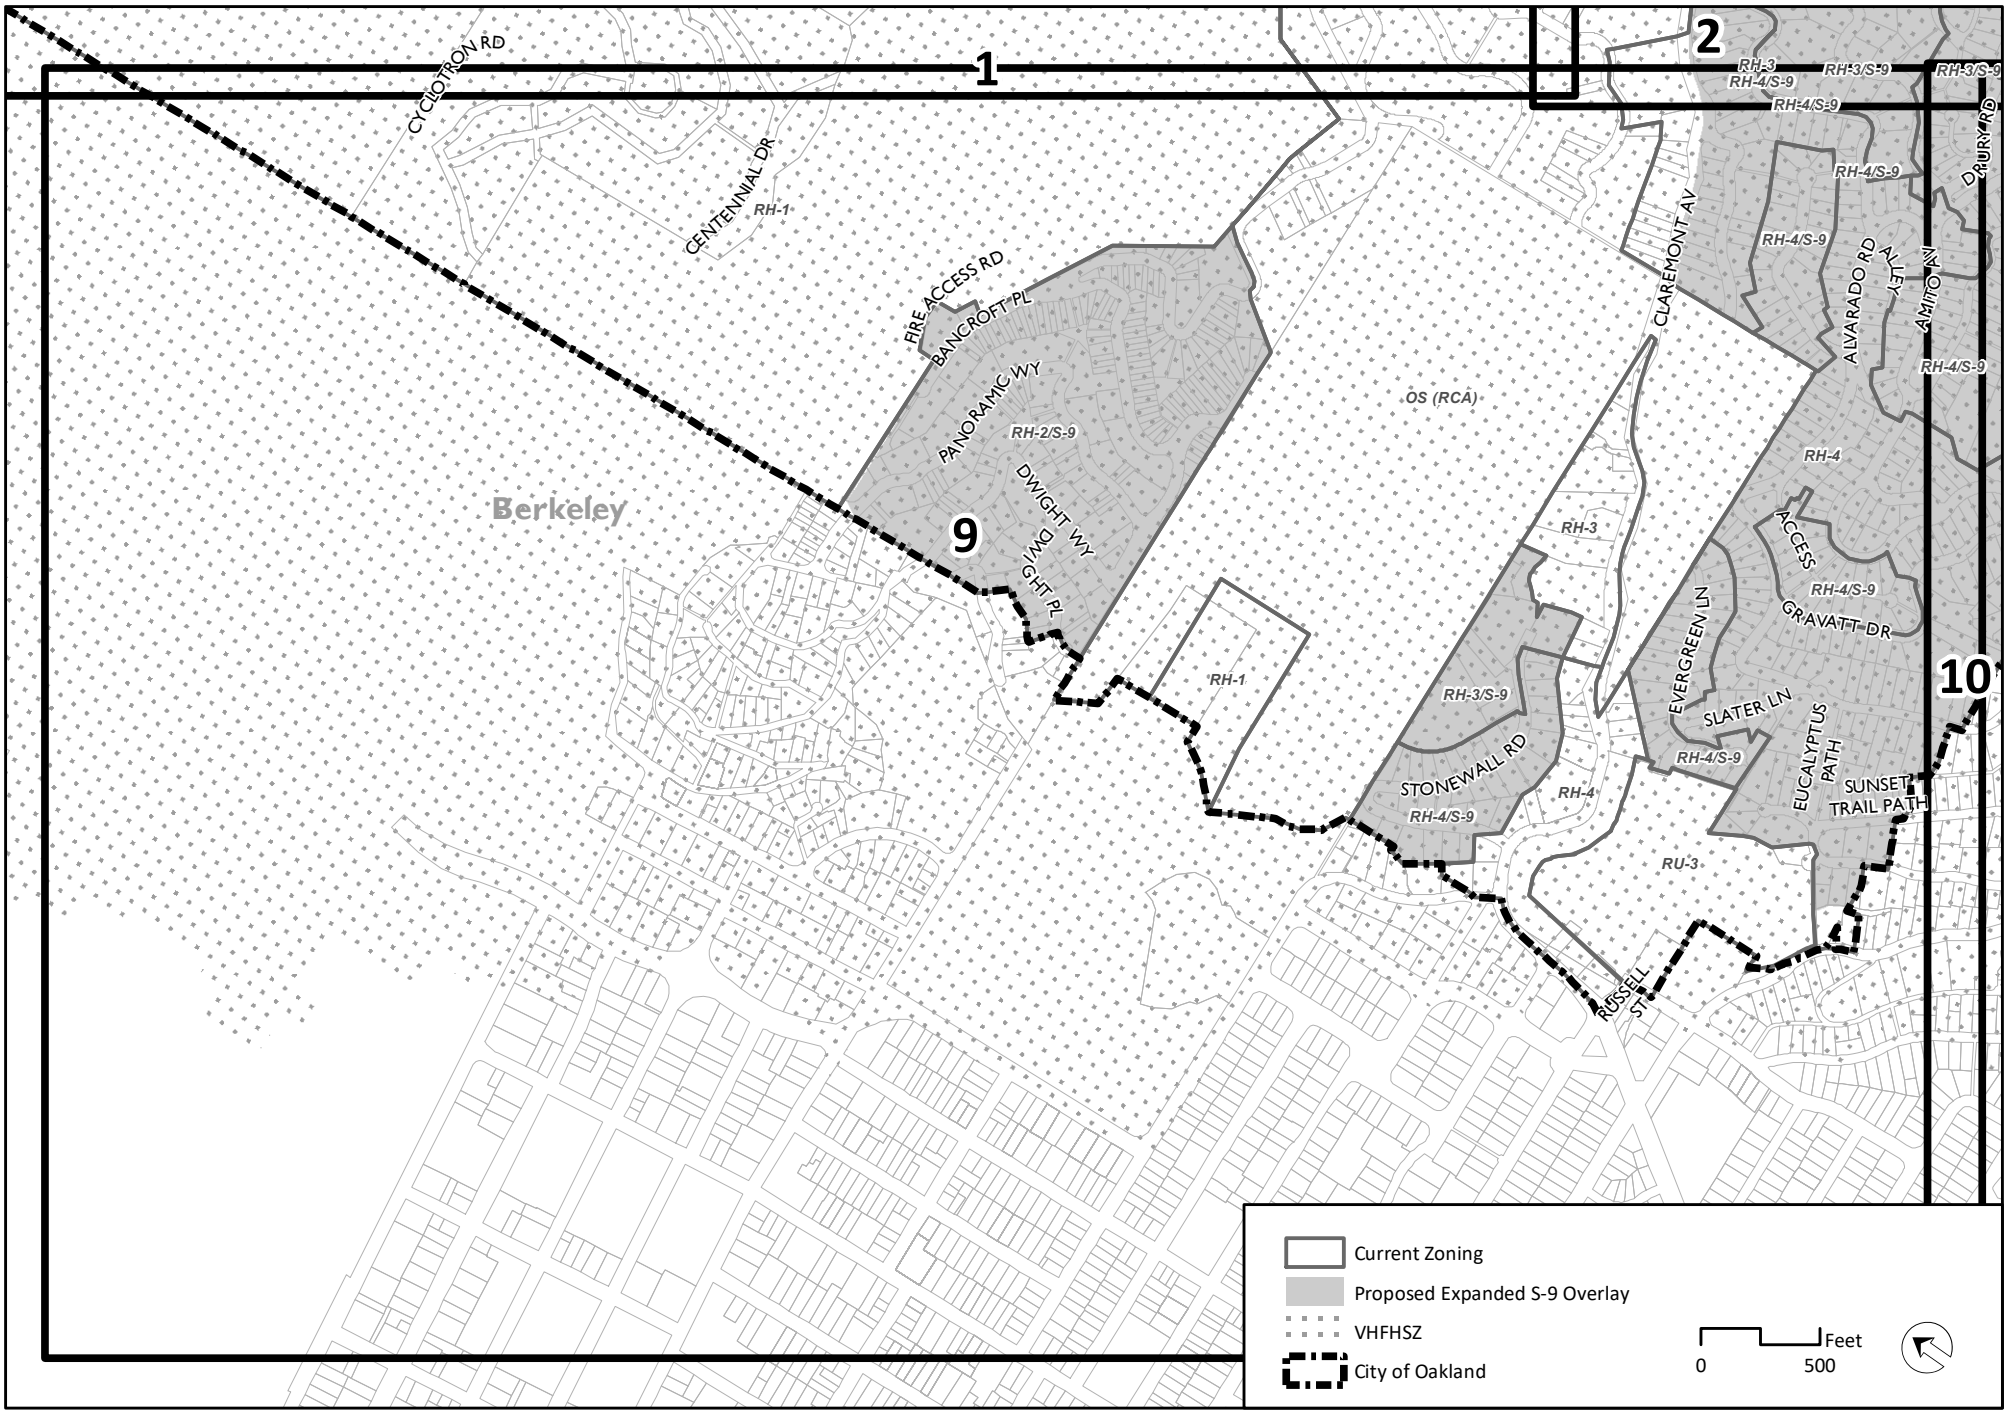 2
1
CYCLOTRON RD
RH-3
RH-4/S-9
RH-3/S-9
RH-3/S-9
RH-4/S-9
DRURY RD
CENTENNIAL DR
RH-1
RH-4/S-9
CLAREMONT AV
RH-4/S-9
ALVARADO RD
ALLEY
AMITO AV
FIRE ACCESS RD
BANCROFT PL
PANORAMIC WY
RH-2/S-9
OS (RCA)
RH-4/S-9
RH-4
Berkeley
9
DWIGHT WY
DWIGHT PL
RH-3
ACCESS
RH-4/S-9
GRAVATT DR
EVERGREEN LN
RH-1
RH-3/S-9
10
SLATER LN
EUCALYPTUS
PATH
STONEWALL RD
RH-4/S-9
RH-4
RH-4/S-9
SUNSET
TRAIL PATH
RU-3
RUSSELL
ST
Current Zoning
Proposed Expanded S-9 Overlay
VHFHSZ
City of Oakland
Feet
0 500